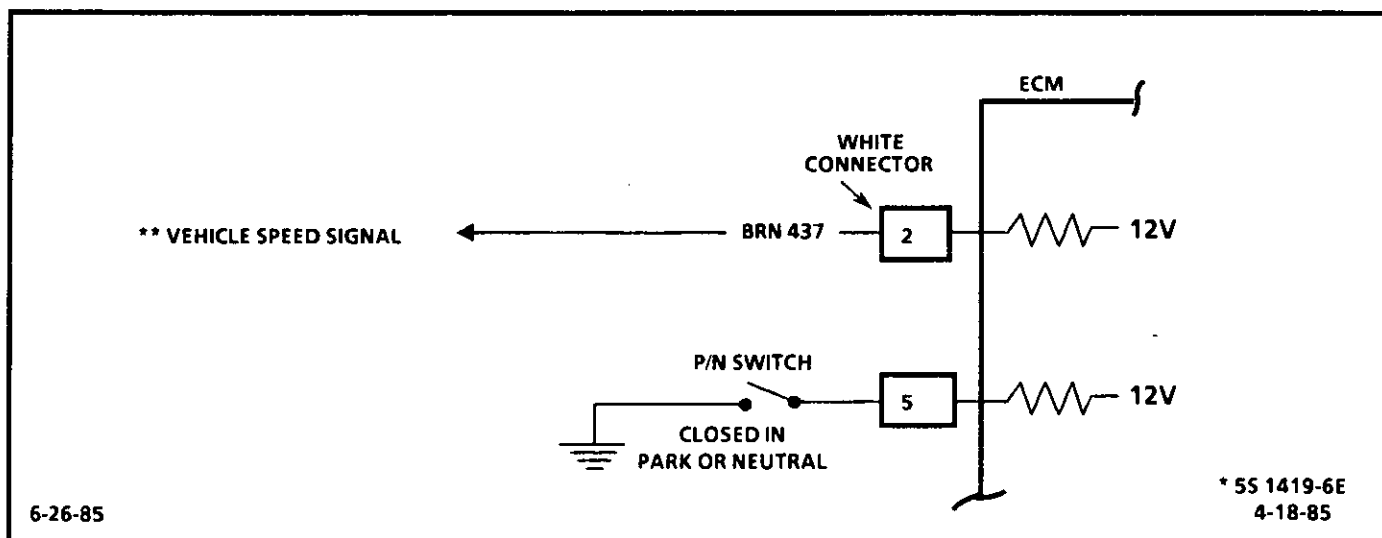 ECM
WHITE
CONNECTOR
** VEHICLE SPEED SIGNAL
BRN 437
2
12V
P/N SWITCH
5
12V
CLOSED IN
PARK OR NEUTRAL
6-26-85
* 5S 1419-6E
4-18-85